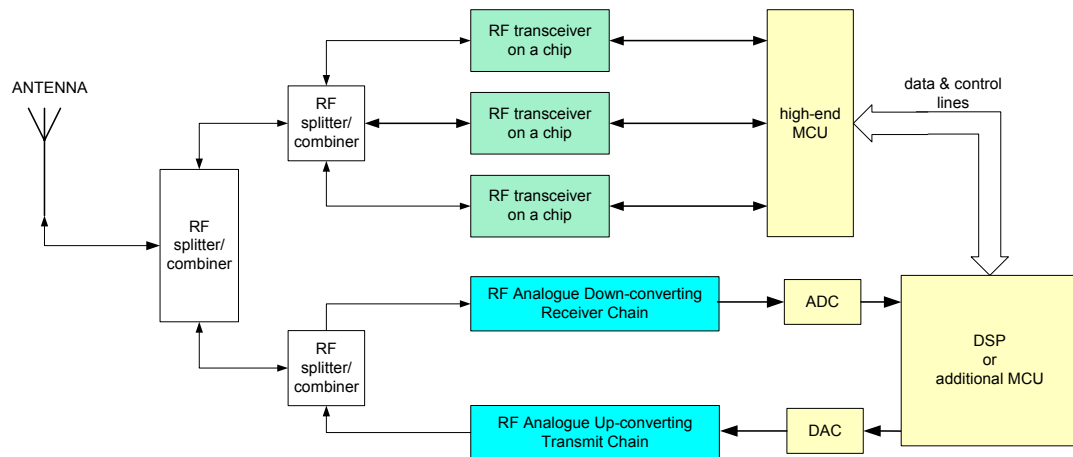 ANTENNA
RF
splitter/
combiner
RF
splitter/
combiner
RF transceiver
on a chip
RF transceiver
on a chip
RF transceiver
on a chip
high-end
MCU
data & control
lines
RF
splitter/
combiner
RF Analogue Down-converting
Receiver Chain
ADC
RF Analogue Up-converting
Transmit Chain
DAC
DSP
or
additional MCU